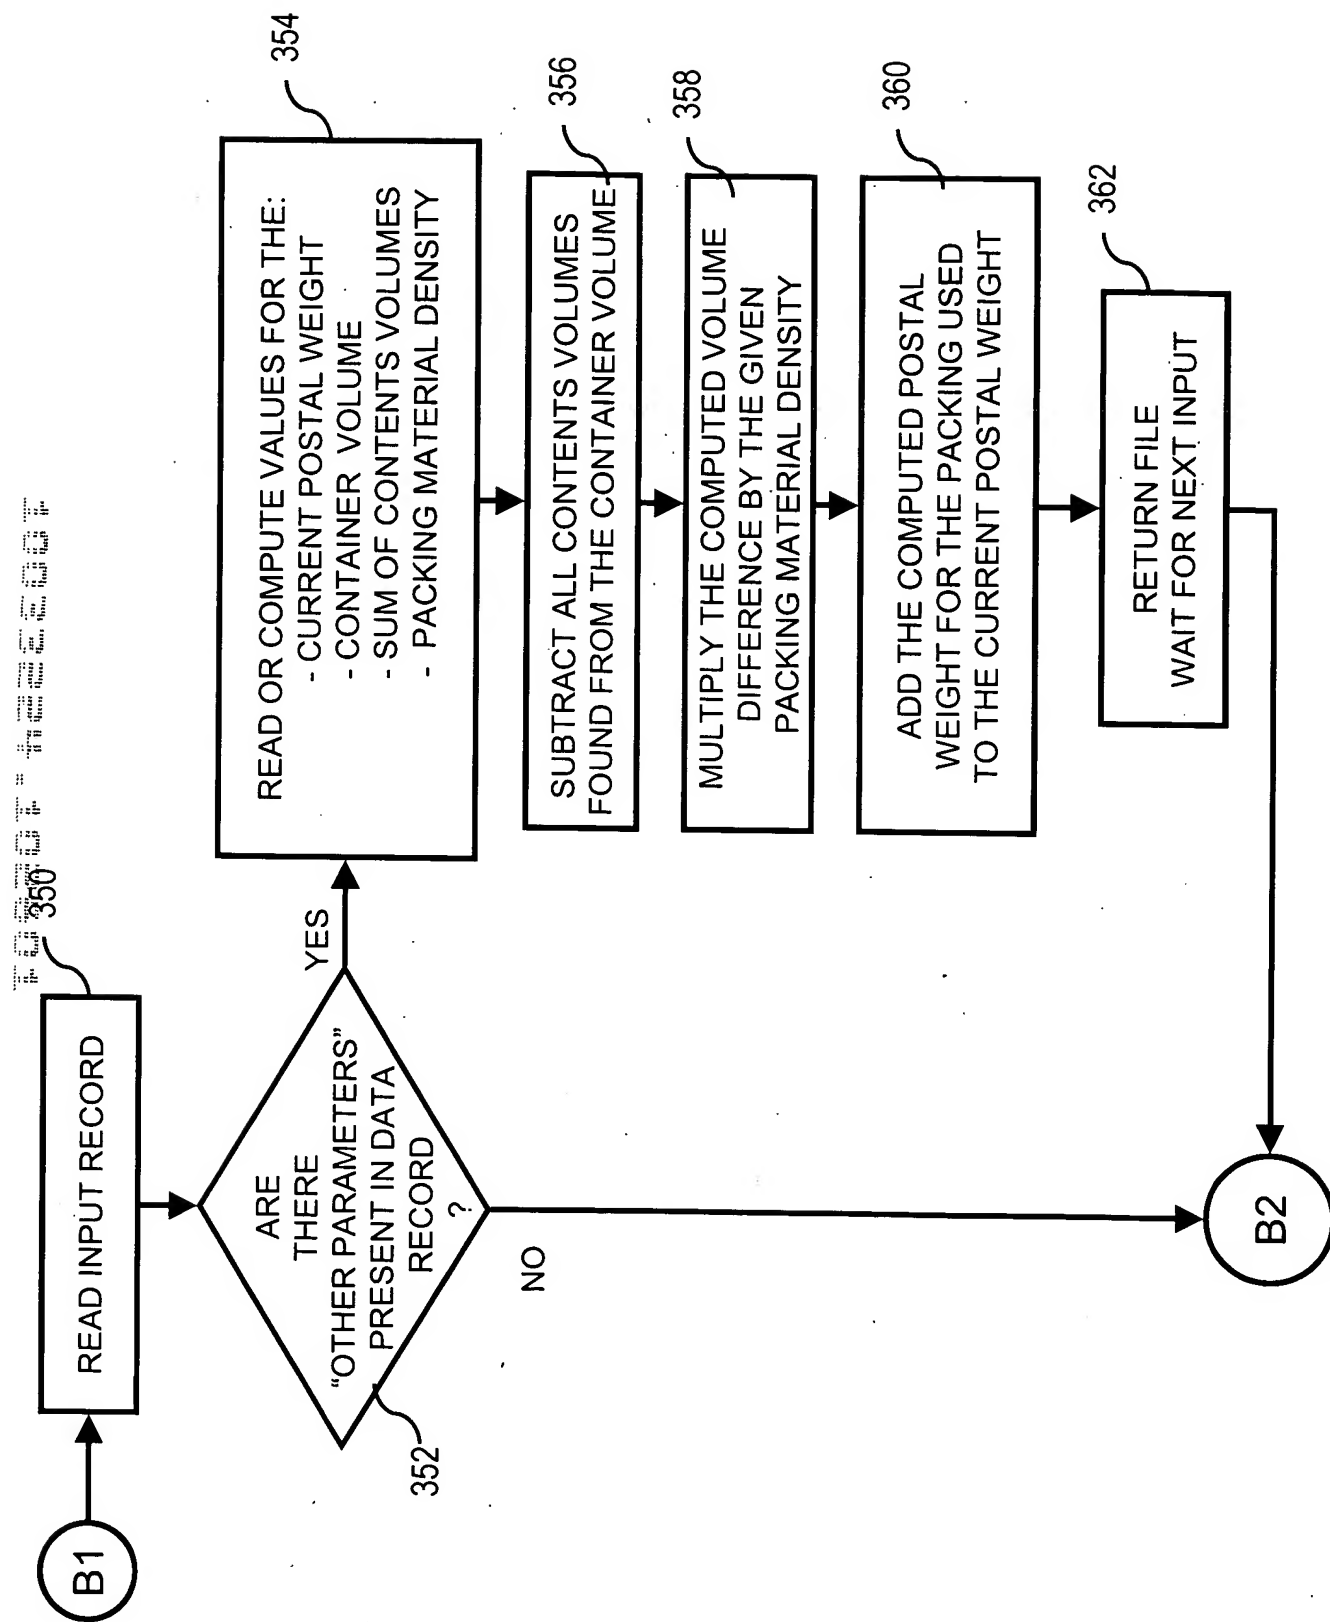 B1
READ INPUT RECORD
350
ARE
THERE
"OTHER PARAMETERS"
PRESENT IN DATA
RECORD
?
352
YES
NO
READ OR COMPUTE VALUES FOR THE:
- CURRENT POSTAL WEIGHT
- CONTAINER VOLUME
- SUM OF CONTENTS VOLUMES
- PACKING MATERIAL DENSITY
354
SUBTRACT ALL CONTENTS VOLUMES
FOUND FROM THE CONTAINER VOLUME
356
MULTIPLY THE COMPUTED VOLUME
DIFFERENCE BY THE GIVEN
PACKING MATERIAL DENSITY
358
ADD THE COMPUTED POSTAL
WEIGHT FOR THE PACKING USED
TO THE CURRENT POSTAL WEIGHT
360
RETURN FILE
WAIT FOR NEXT INPUT
362
B2